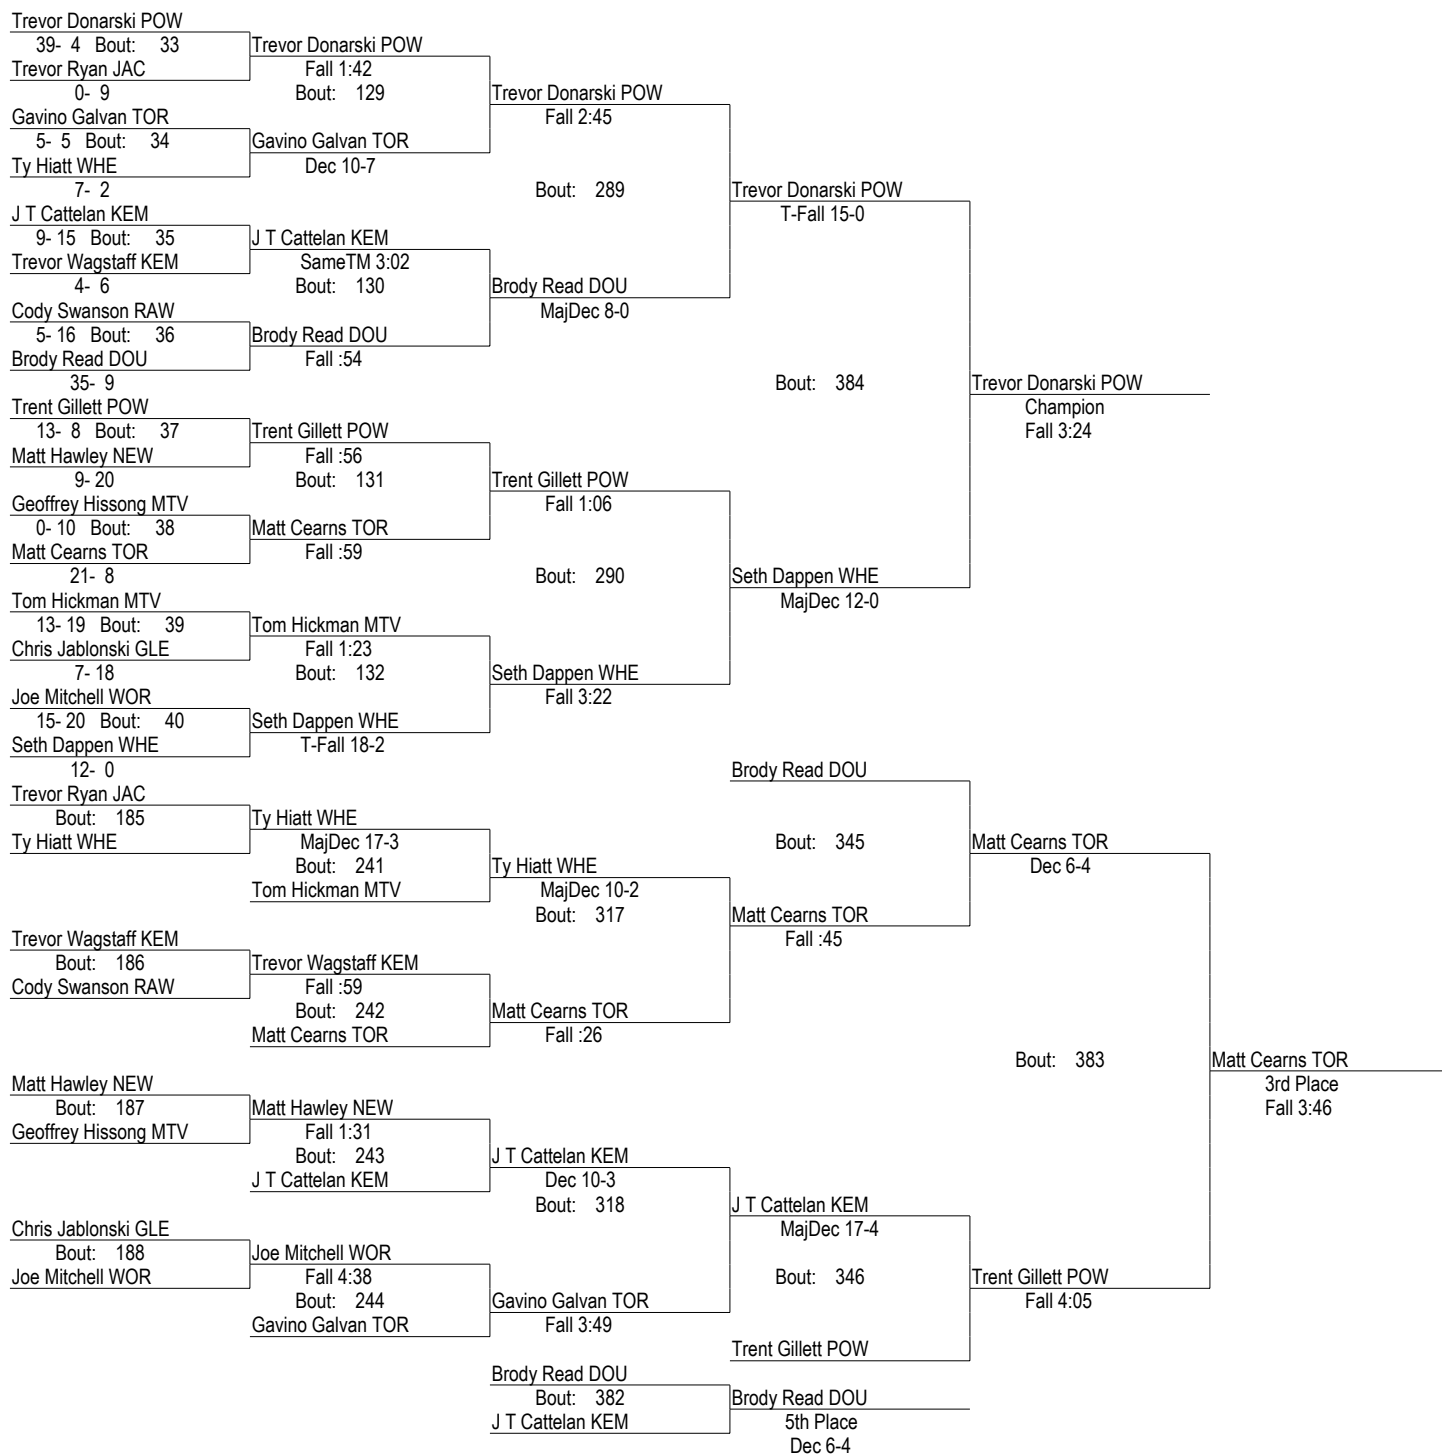 Trevor Donarski POW
39- 4 Bout: 33
Trevor Donarski POW
Trevor Ryan JAC
Fall 1:42
0- 9
Bout: 129
Trevor Donarski POW
Gavino Galvan TOR
Fall 2:45
5- 5 Bout: 34
Gavino Galvan TOR
Ty Hiatt WHE
Dec 10-7
7- 2
Bout: 289
Trevor Donarski POW
J T Cattelan KEM
T-Fall 15-0
9- 15 Bout: 35
J T Cattelan KEM
Trevor Wagstaff KEM
SameTM 3:02
4- 6
Bout: 130
Brody Read DOU
Cody Swanson RAW
MajDec 8-0
5- 16 Bout: 36
Brody Read DOU
Brody Read DOU
Fall :54
35- 9
Bout: 384
Trevor Donarski POW
Trent Gillett POW
Champion
13- 8 Bout: 37
Trent Gillett POW
Fall 3:24
Matt Hawley NEW
Fall :56
9- 20
Bout: 131
Trent Gillett POW
Geoffrey Hissong MTV
Fall 1:06
0- 10 Bout: 38
Matt Cearns TOR
Matt Cearns TOR
Fall :59
21- 8
Bout: 290
Seth Dappen WHE
Tom Hickman MTV
MajDec 12-0
13- 19 Bout: 39
Tom Hickman MTV
Chris Jablonski GLE
Fall 1:23
7- 18
Bout: 132
Seth Dappen WHE
Joe Mitchell WOR
Fall 3:22
15- 20 Bout: 40
Seth Dappen WHE
Seth Dappen WHE
T-Fall 18-2
12- 0
Brody Read DOU
Trevor Ryan JAC
Bout: 185
Ty Hiatt WHE
Ty Hiatt WHE
MajDec 17-3
Bout: 345
Matt Cearns TOR
Bout: 241
Ty Hiatt WHE
Dec 6-4
Tom Hickman MTV
MajDec 10-2
Bout: 317
Matt Cearns TOR
Trevor Wagstaff KEM
Fall :45
Bout: 186
Trevor Wagstaff KEM
Cody Swanson RAW
Fall :59
Bout: 242
Matt Cearns TOR
Matt Cearns TOR
Fall :26
Bout: 383
Matt Cearns TOR
Matt Hawley NEW
3rd Place
Bout: 187
Matt Hawley NEW
Fall 3:46
Geoffrey Hissong MTV
Fall 1:31
Bout: 243
J T Cattelan KEM
J T Cattelan KEM
Dec 10-3
Bout: 318
J T Cattelan KEM
Chris Jablonski GLE
MajDec 17-4
Bout: 188
Joe Mitchell WOR
Joe Mitchell WOR
Fall 4:38
Bout: 346
Trent Gillett POW
Bout: 244
Gavino Galvan TOR
Fall 4:05
Gavino Galvan TOR
Fall 3:49
Trent Gillett POW
Brody Read DOU
Bout: 382
Brody Read DOU
J T Cattelan KEM
5th Place
Dec 6-4